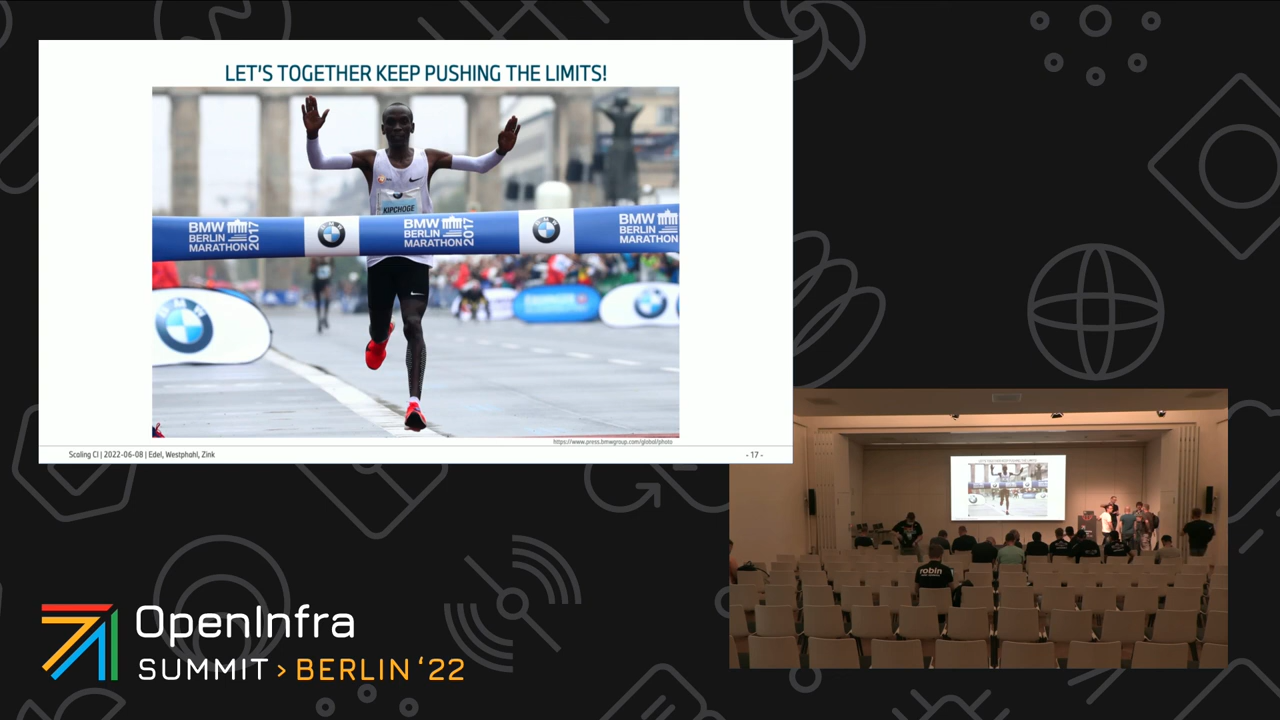 LET'S TOGETHER KEEP PUSHING THE LIMITS!
KIPCHOGE
BMW
BERLIN
MARATHON
2017
BMW
BERLIN
MARATHON
2017
BMW
BERLIN
MARATHON
BMW
BMW
https://www.press.bmwgroup.com/global/photo
Scaling CI | 2022-06-08 | Edel, Westphahl, Zink
- 17 -
robin
OpenInfra
SUMMIT > BERLIN '22